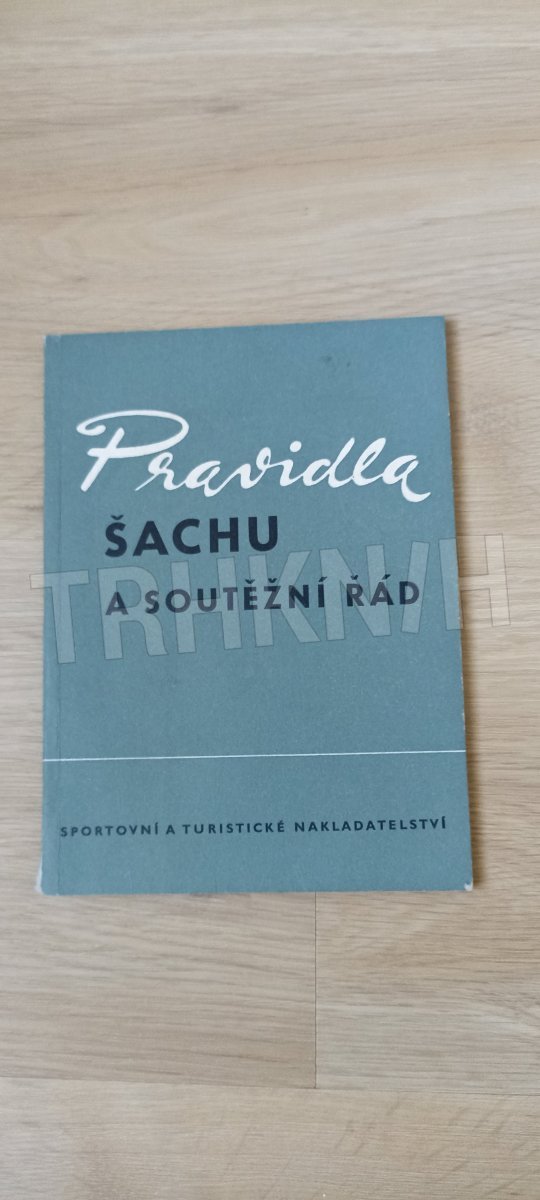 Pravidla
ŠACHU
A SOUTĚŽNÍ ŘÁD
TRHKNIH
SPORTOVNÍ A TURISTICKÉ NAKLADATELSTVÍ